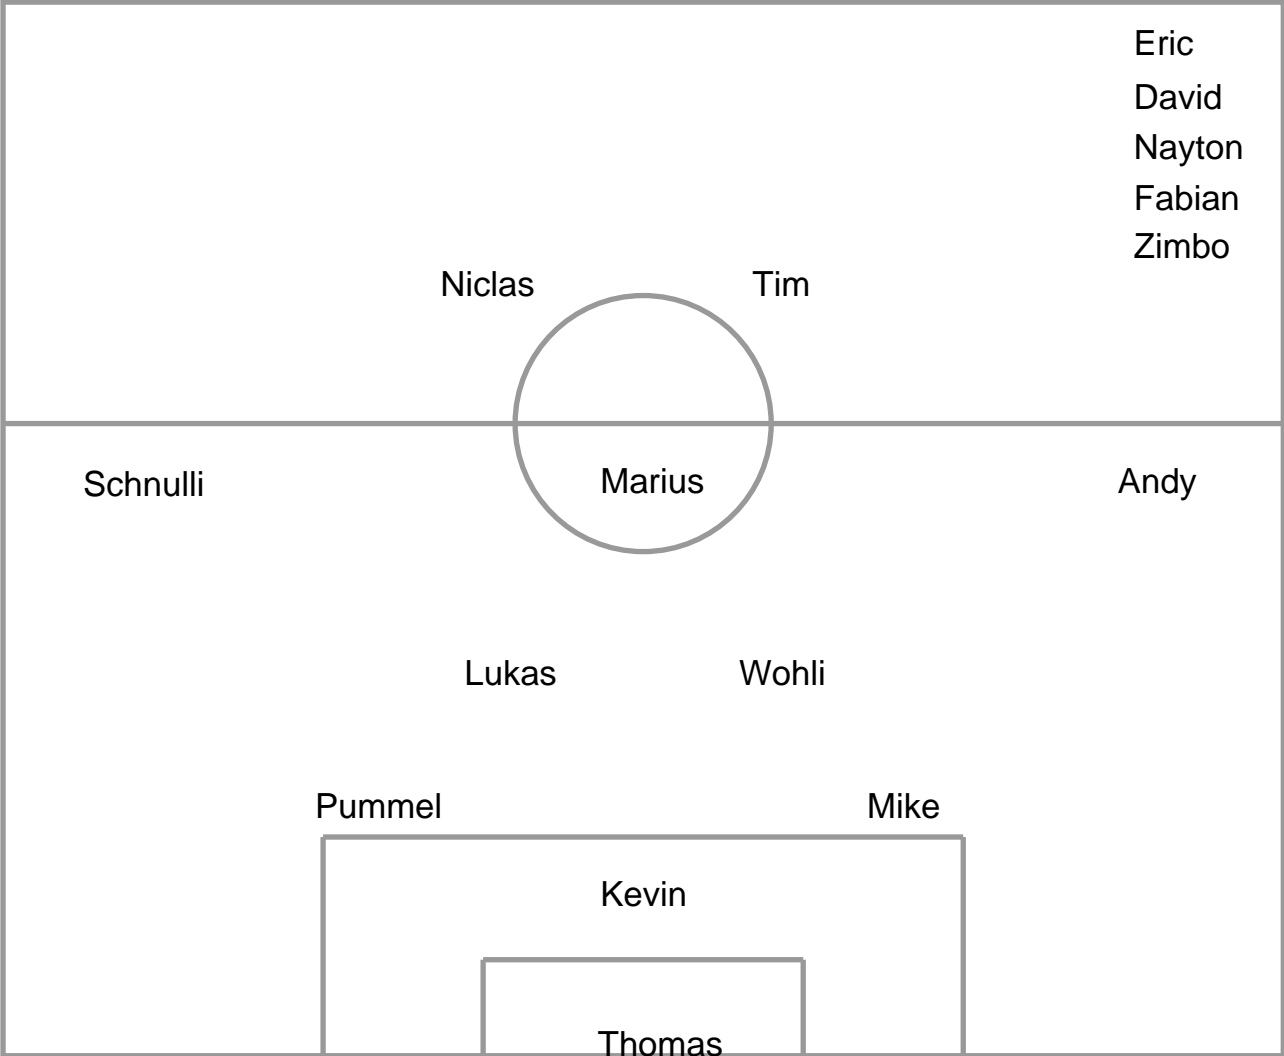 Eric
David
Nayton
Fabian
Zimbo
Niclas Tim
Schnulli Marius Andy
Lukas Wohli
Pummel Mike
Kevin
Thomas